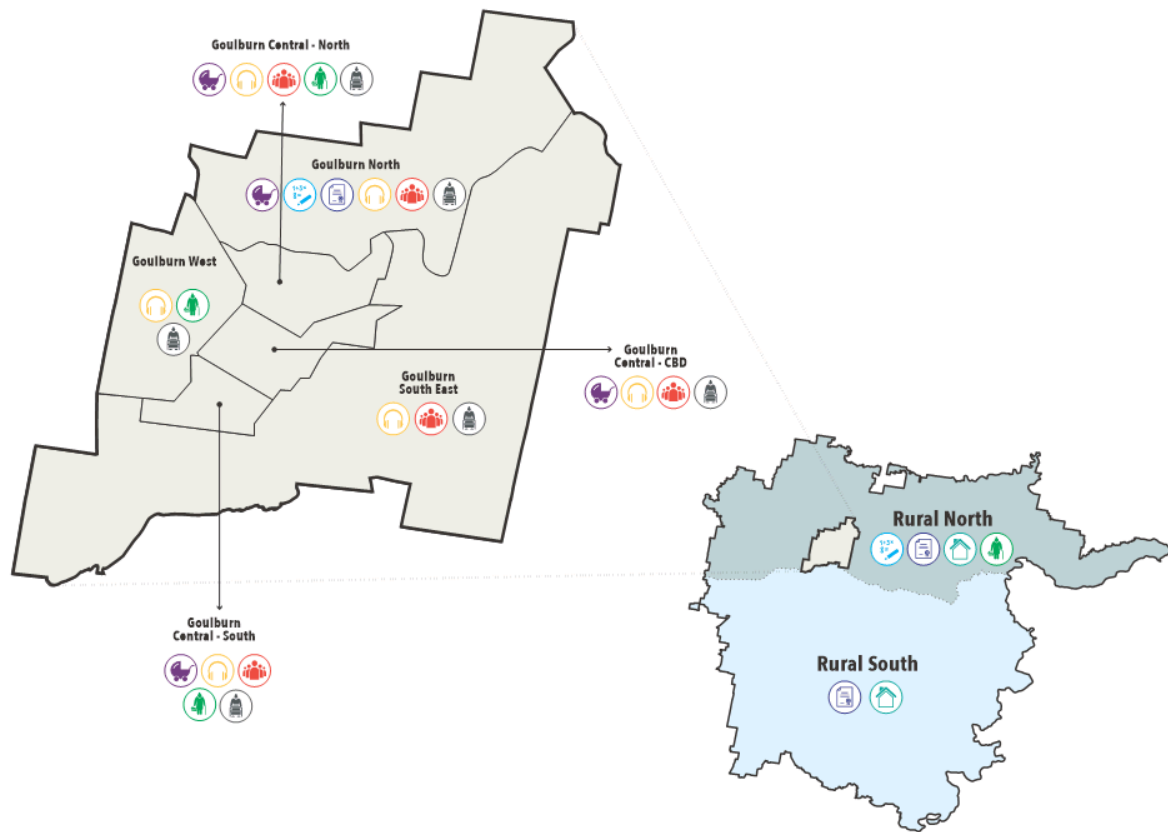 Goulburn Central - North
Goulburn North
Goulburn West
Goulburn
Central - CBD
Goulburn
South East
Rural North
Goulburn
Central - South
Rural South